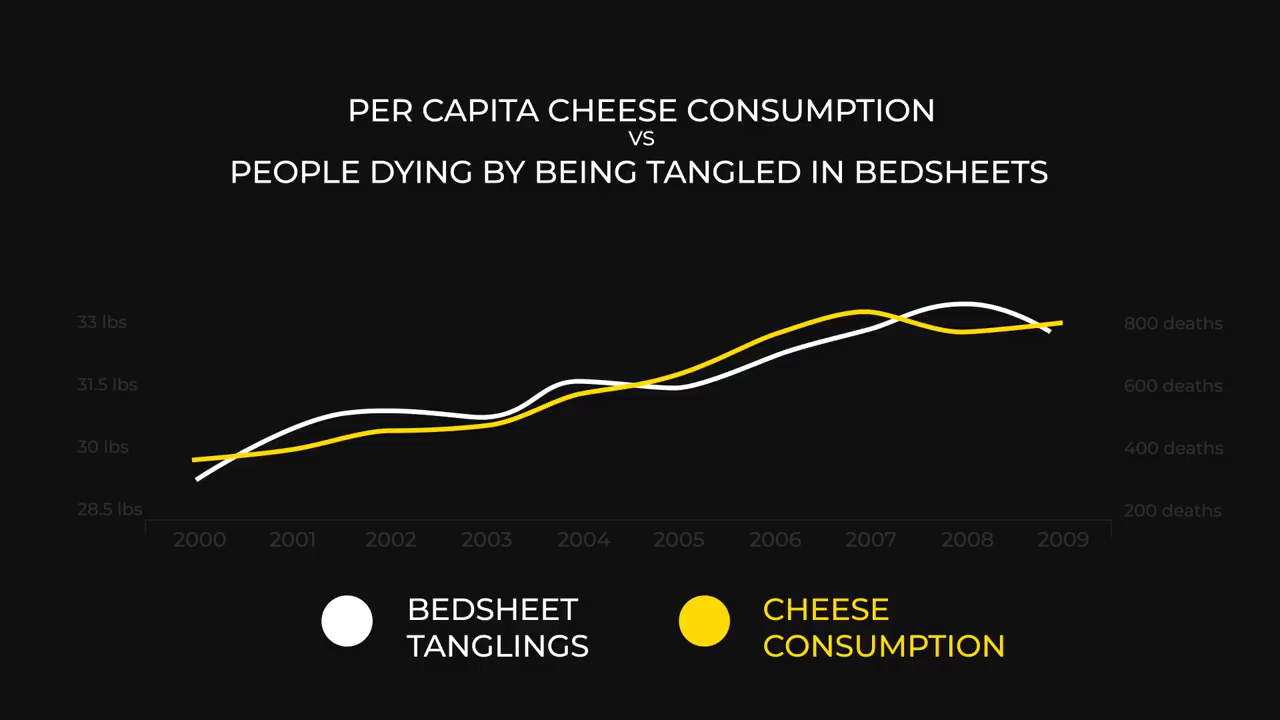 PER CAPITA CHEESE CONSUMPTION
VS
PEOPLE DYING BY BEING TANGLED IN BEDSHEETS
33 lbs
800 deaths
31.5 lbs
600 deaths
30 lbs
400 deaths
28.5 lbs
200 deaths
2000 2001 2002 2003 2004 2005 2006 2007 2008 2009
BEDSHEET
TANGLINGS
CHEESE
CONSUMPTION